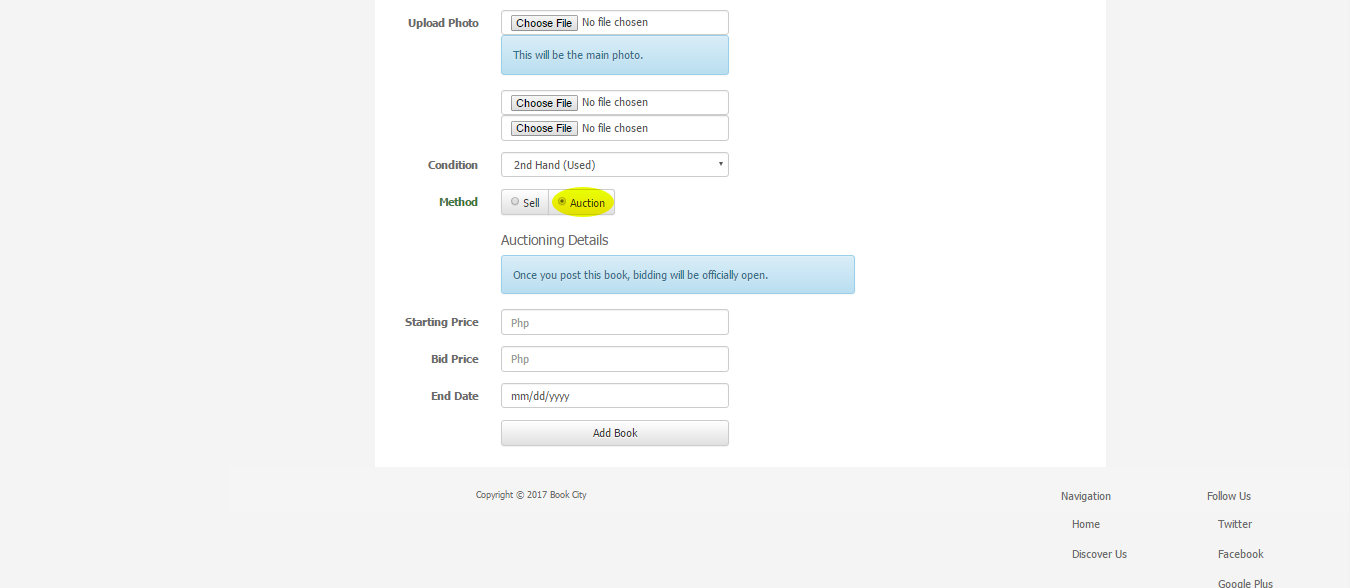 Upload Photo Choose File No file chosen
This will be the main photo.
Choose File No file chosen
Choose File No file chosen
Condition 2nd Hand (Used)
Method Sell Auction
Auctioning Details
Once you post this book, bidding will be officially open.
Starting Price Php
Bid Price Php
End Date mm/dd/yyyy
Add Book
Copyright © 2017 Book City
Navigation
Home
Discover Us
Follow Us
Twitter
Facebook
Google Plus